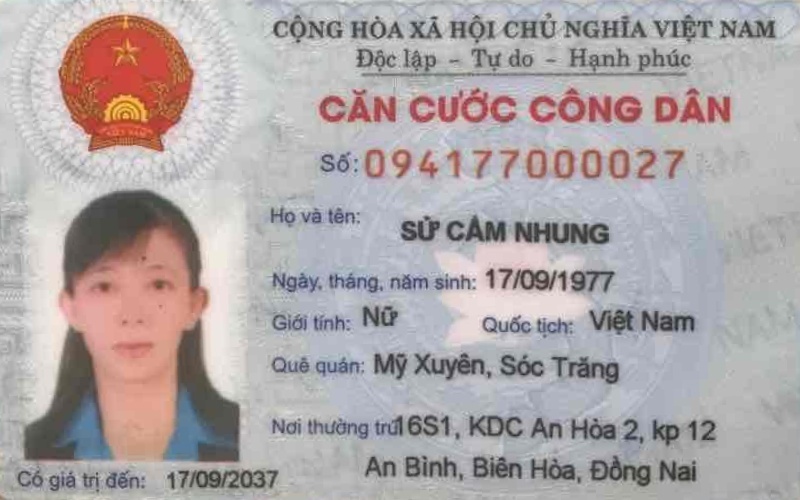 CỘNG HÒA XÃ HỘI CHỦ NGHĨA VIỆT NAM
Độc lập - Tự do - Hạnh phúc
CĂN CƯỚC CÔNG DÂN
Số: 094177000027
Họ và tên:
SỬ CẨM NHUNG
Ngày, tháng, năm sinh: 17/09/1977
Giới tính: Nữ Quốc tịch: Việt Nam
Quê quán: Mỹ Xuyên, Sóc Trăng
Nơi thường trú: 16S1, KDC An Hòa 2, kp 12
An Bình, Biên Hòa, Đồng Nai
Có giá trị đến: 17/09/2037
VIỆT NAM